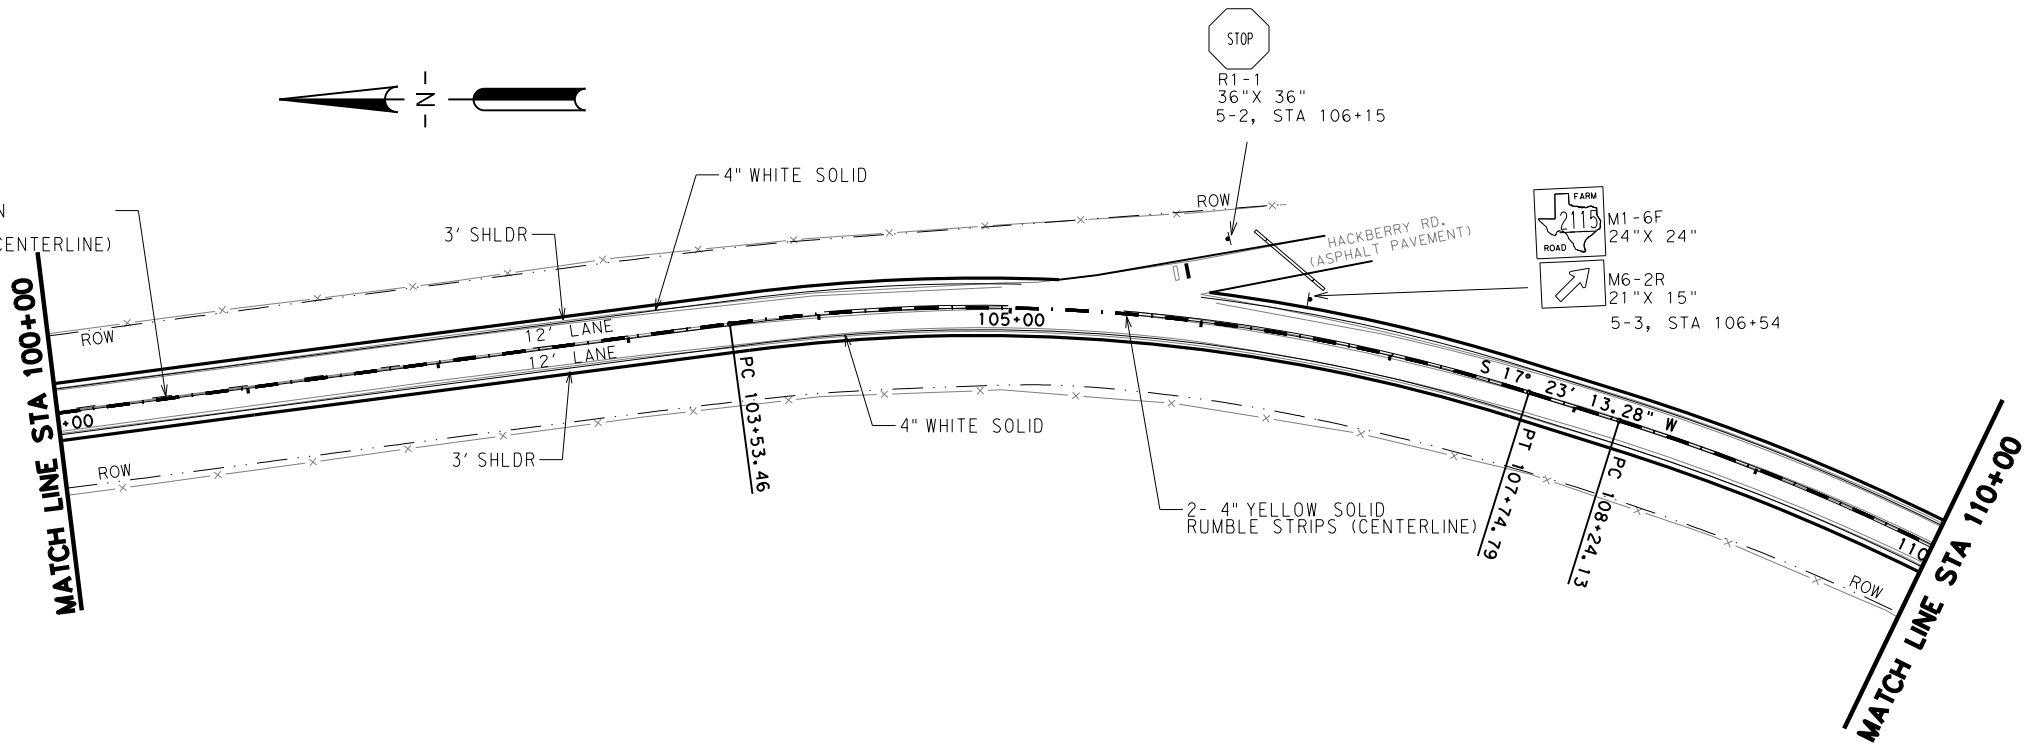 STOP
R1-1
36"X 36"
5-2, STA 106+15
-N-
4" WHITE SOLID
3' SHLDR
ROW
N
CENTERLINE)
FARM
2115
ROAD
M1-6F
24"X 24"
HACKBERRY RD.
(ASPHALT PAVEMENT)
M6-2R
21"X 15"
5-3, STA 106+54
MATCH LINE STA 100+00
ROW
12' LANE
12' LANE
105+00
+00
PC 103+53.46
S 17° 23' 13.28" W
4" WHITE SOLID
3' SHLDR
ROW
2- 4" YELLOW SOLID
RUMBLE STRIPS (CENTERLINE)
PT 107+74.79
PC 108+24.13
110
ROW
MATCH LINE STA 110+00